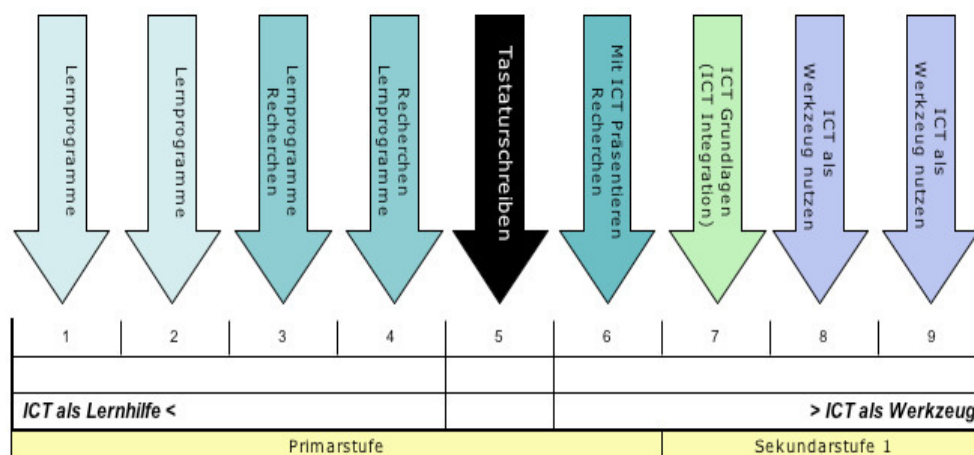 Lernprogramme
Lernprogramme
Lernprogramme
Recherchen
Recherchen
Lernprogramme
Tastaturschreiben
Mit ICT Präsentieren
Recherchen
ICT Grundlagen
(ICT Integration)
ICT als
Werkzeug nutzen
ICT als
Werkzeug nutzen
1 2 3 4 5 6 7 8 9
ICT als Lernhilfe < > ICT als Werkzeug
Primarstufe Sekundarstufe 1